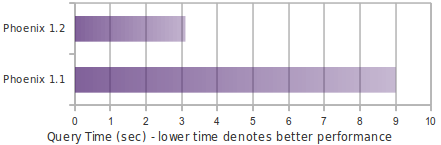 Phoenix 1.2
Phoenix 1.1
0 1 2 3 4 5 6 7 8 9 10
Query Time (sec) - lower time denotes better performance